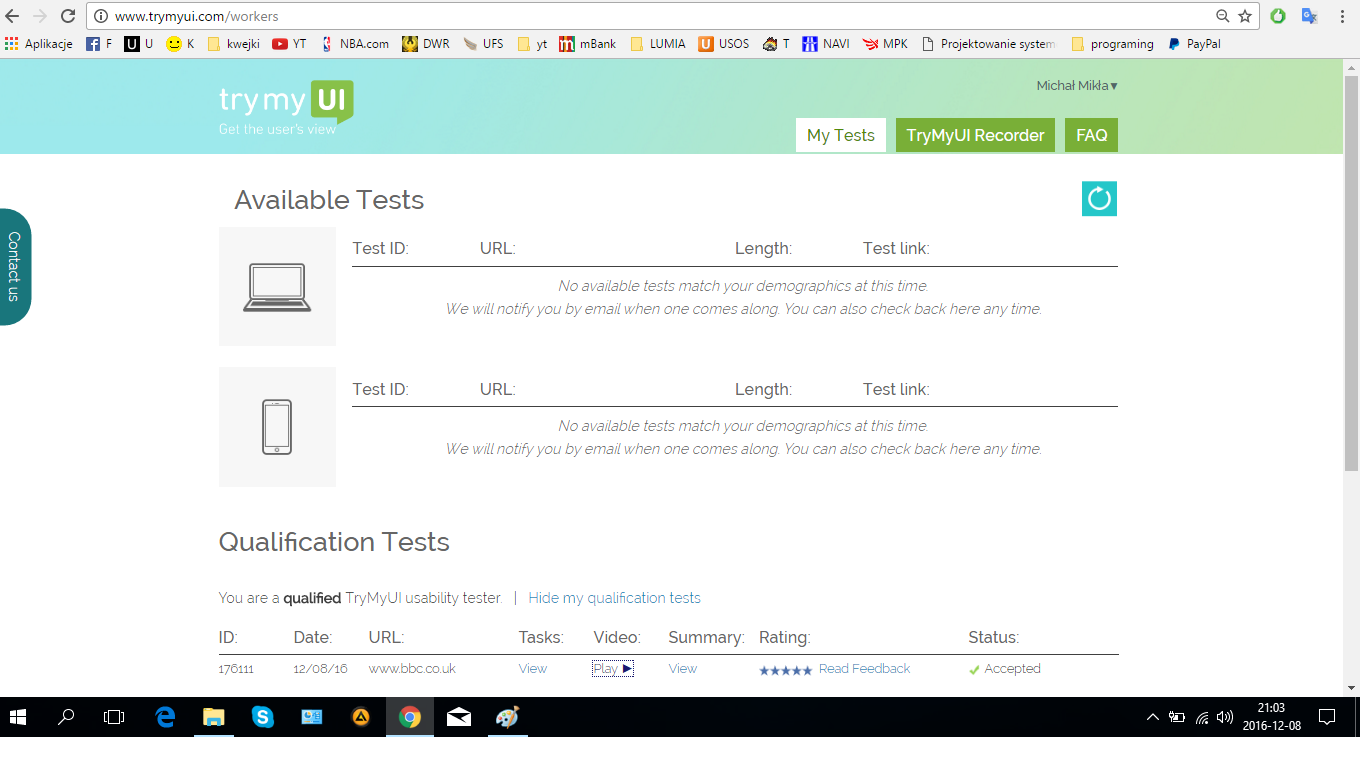 www.trymyui.com/workers
Aplikacje F U K kwejki YT NBA.com DWR UFS yt mBank LUMIA USOS T NAVI MPK Projektowanie system programing PayPal
try my UI
Get the user's view
Michał Mikła ▾
My Tests TryMyUI Recorder FAQ
Contact us
Available Tests
Test ID: URL: Length: Test link:
No available tests match your demographics at this time.
We will notify you by email when one comes along. You can also check back here any time.
Test ID: URL: Length: Test link:
No available tests match your demographics at this time.
We will notify you by email when one comes along. You can also check back here any time.
Qualification Tests
You are a qualified TryMyUI usability tester. | Hide my qualification tests
ID: Date: URL: Tasks: Video: Summary: Rating: Status:
176111 12/08/16 www.bbc.co.uk View Play ► View ★★★★★ Read Feedback ✓ Accepted
21:03
2016-12-08